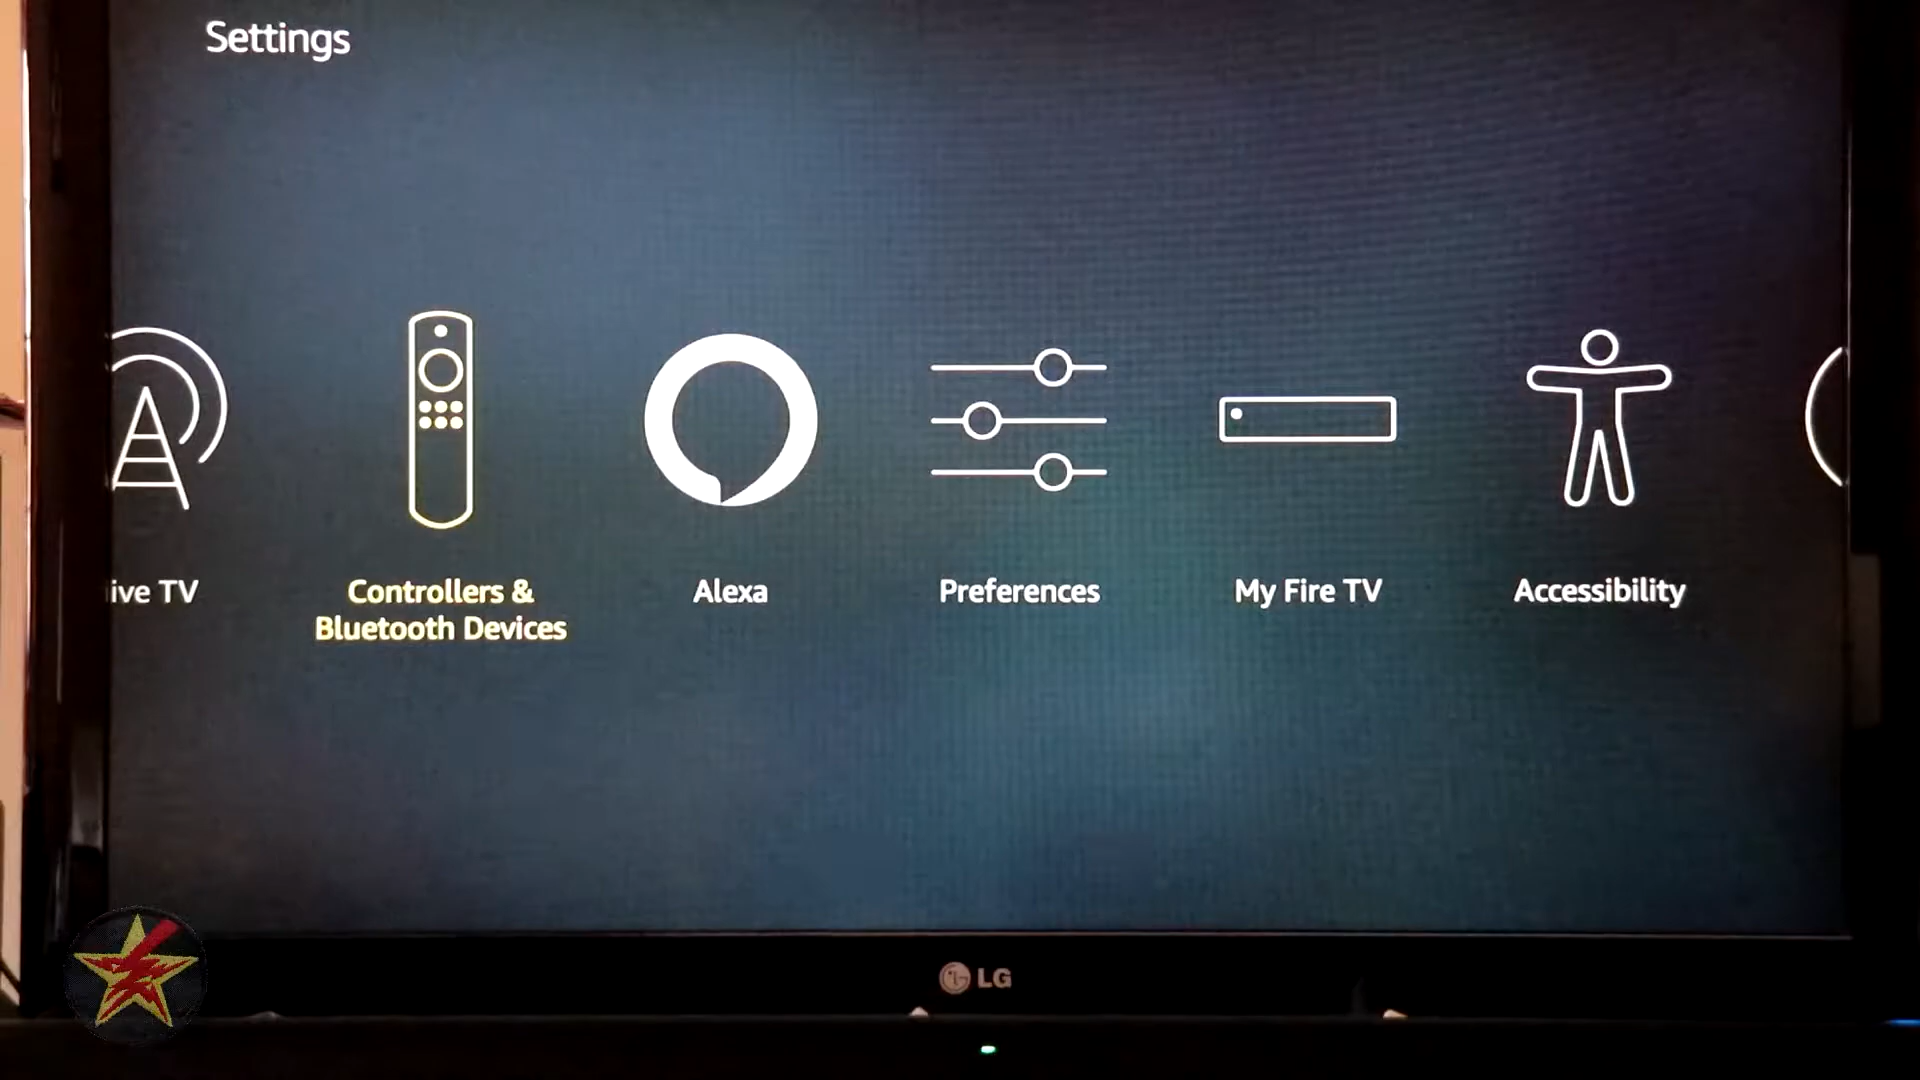 Settings
ive TV
Controllers &
Bluetooth Devices
Alexa
Preferences
My Fire TV
Accessibility
LG